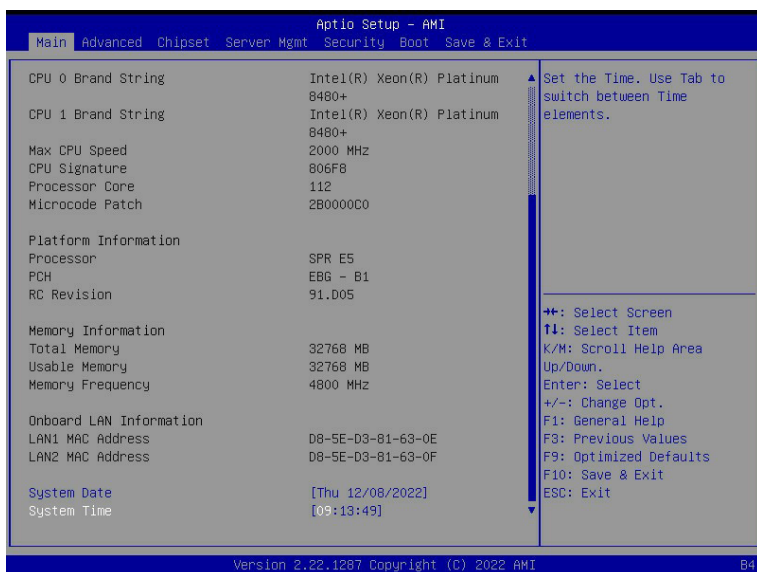 Aptio Setup - AMI
Main Advanced Chipset Server Mgmt Security Boot Save & Exit
CPU 0 Brand String Intel(R) Xeon(R) Platinum
8480+
CPU 1 Brand String Intel(R) Xeon(R) Platinum
8480+
Max CPU Speed 2000 MHz
CPU Signature 806F8
Processor Core 112
Microcode Patch 2B0000C0
Platform Information
Processor SPR E5
PCH EBG - B1
RC Revision 91.D05
Memory Information
Total Memory 32768 MB
Usable Memory 32768 MB
Memory Frequency 4800 MHz
Onboard LAN Information
LAN1 MAC Address D8-5E-D3-81-63-0E
LAN2 MAC Address D8-5E-D3-81-63-0F
System Date [Thu 12/08/2022]
System Time [09:13:49]
Set the Time. Use Tab to
switch between Time
elements.
→←: Select Screen
↑↓: Select Item
K/M: Scroll Help Area
Up/Down.
Enter: Select
+/-: Change Opt.
F1: General Help
F3: Previous Values
F9: Optimized Defaults
F10: Save & Exit
ESC: Exit
Version 2.22.1287 Copyright (C) 2022 AMI
B4